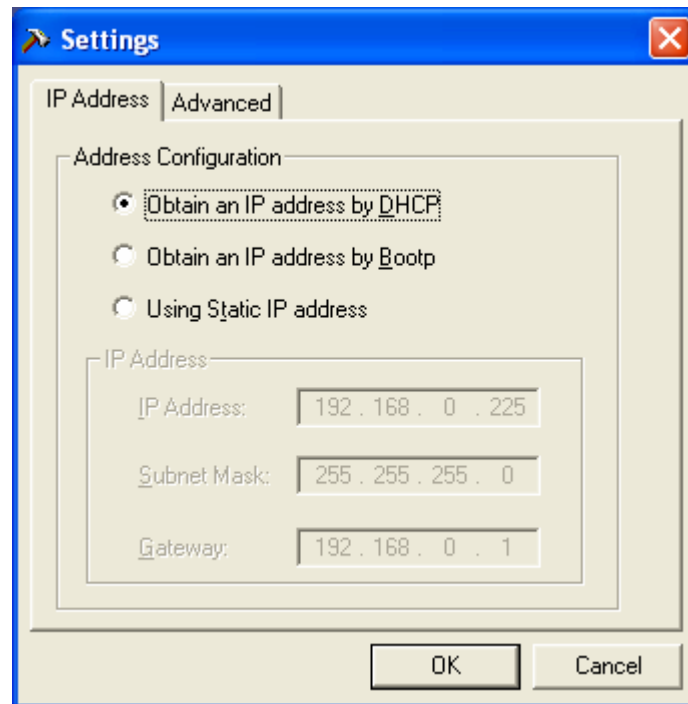 Settings
IP Address Advanced
Address Configuration
Obtain an IP address by DHCP
Obtain an IP address by Bootp
Using Static IP address
IP Address
IP Address: 192 . 168 . 0 . 225
Subnet Mask: 255 . 255 . 255 . 0
Gateway: 192 . 168 . 0 . 1
OK Cancel